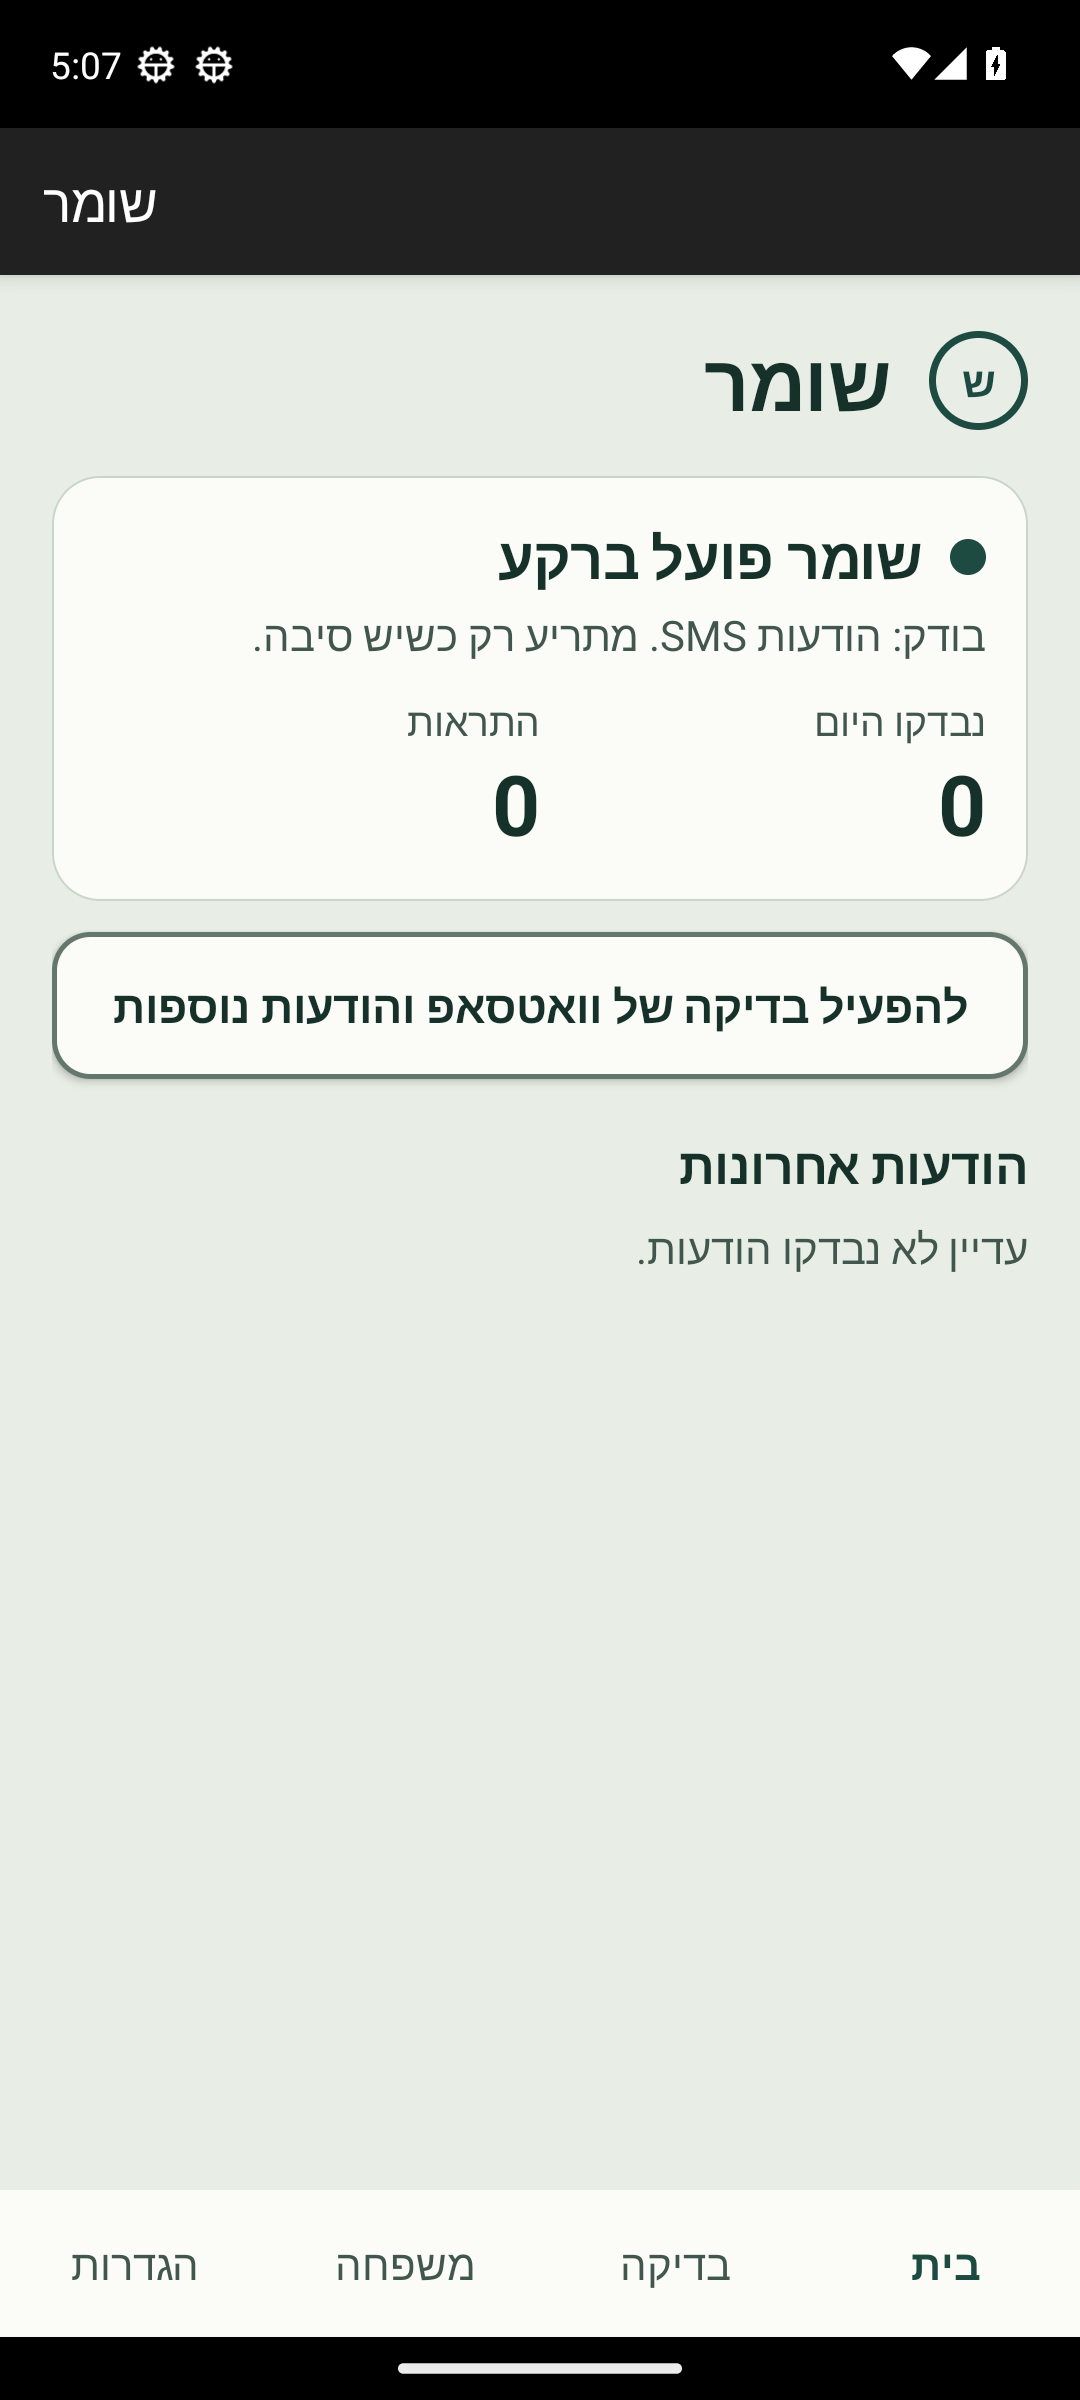 5:07
שומר
ש
שומר
שומר פועל ברקע
בודק: הודעות SMS. מתריע רק כשיש סיבה.
נבדקו היום
התראות
0
0
להפעיל בדיקה של וואטסאפ והודעות נוספות
הודעות אחרונות
עדיין לא נבדקו הודעות.
בית
בדיקה
משפחה
הגדרות